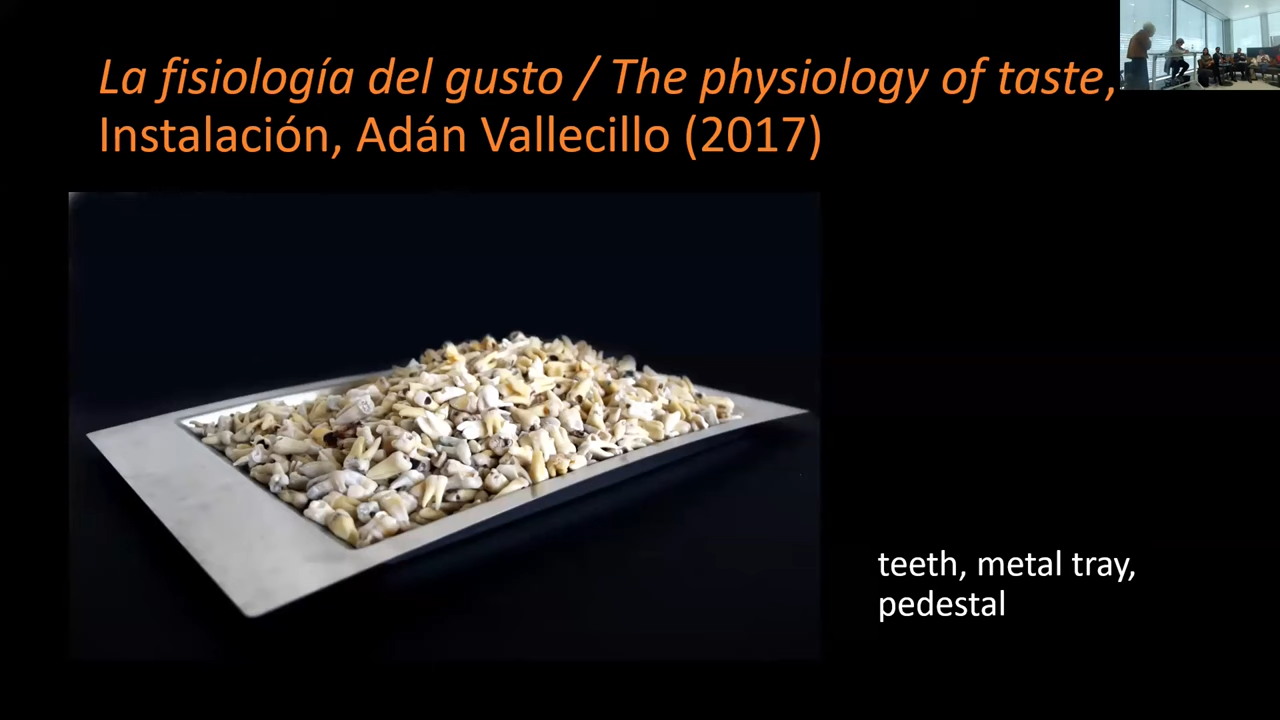 La fisiología del gusto / The physiology of taste,
Instalación, Adán Vallecillo (2017)
teeth, metal tray,
pedestal